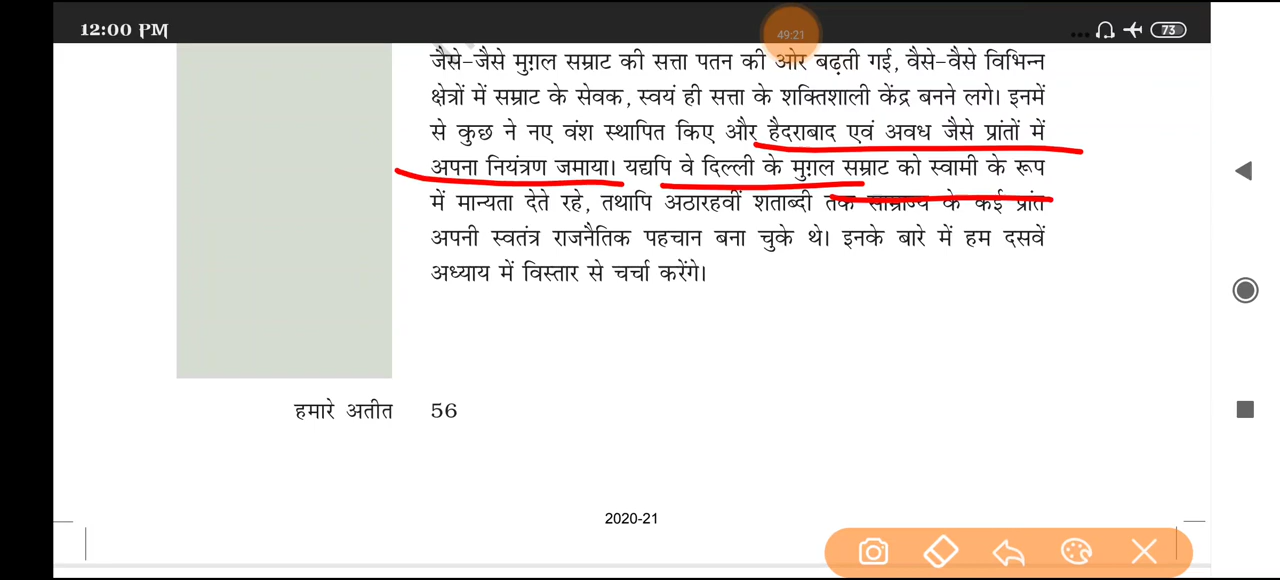 12:00 PM
49:21
73
जैसे-जैसे मुग़ल सम्राट की सत्ता पतन की ओर बढ़ती गई, वैसे-वैसे विभिन्न
क्षेत्रों में सम्राट के सेवक, स्वयं ही सत्ता के शक्तिशाली केंद्र बनने लगे। इनमें
से कुछ ने नए वंश स्थापित किए और हैदराबाद एवं अवध जैसे प्रांतों में
अपना नियंत्रण जमाया। यद्यपि वे दिल्ली के मुग़ल सम्राट को स्वामी के रूप
में मान्यता देते रहे, तथापि अठारहवीं शताब्दी तक साम्राज्य के कई प्रांत
अपनी स्वतंत्र राजनैतिक पहचान बना चुके थे। इनके बारे में हम दसवें
अध्याय में विस्तार से चर्चा करेंगे।
हमारे अतीत 56
2020-21